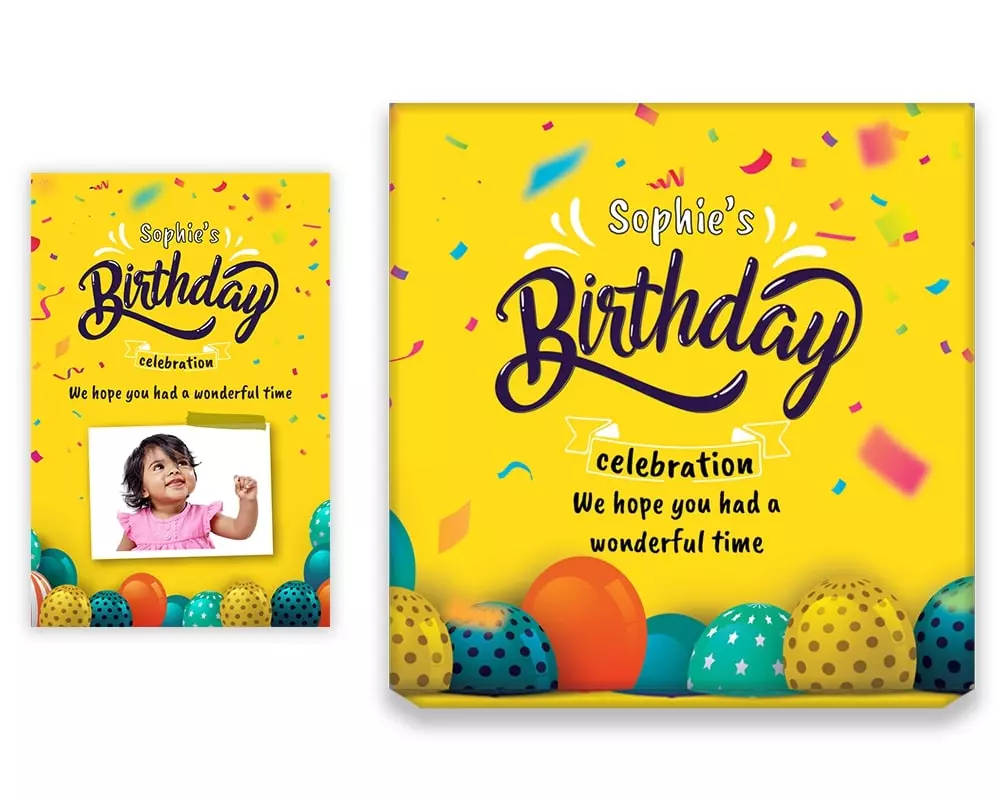 Sophie's
Birthday
celebration
We hope you had a wonderful time
Sophie's
Birthday
celebration
We hope you had a
wonderful time